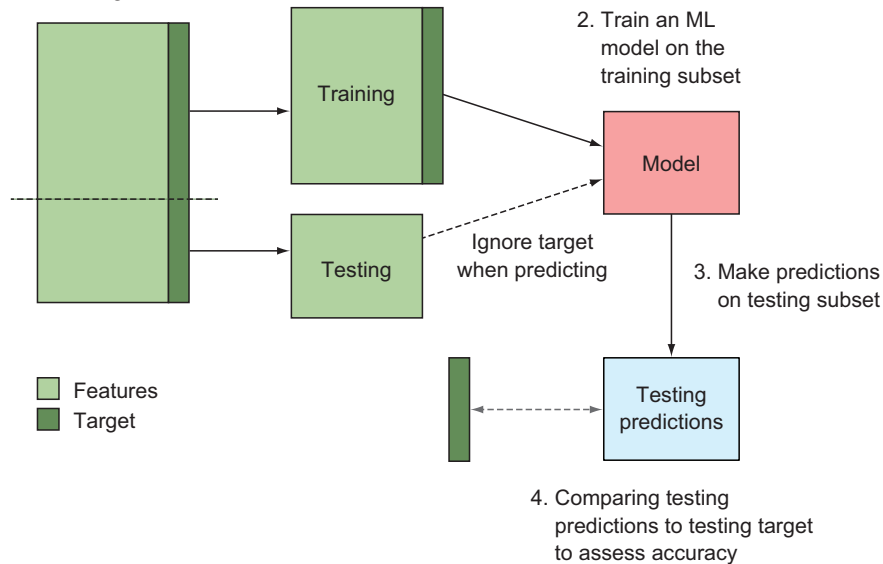 2. Train an ML
model on the
training subset
Training
Model
Testing
Ignore target
when predicting
3. Make predictions
on testing subset
Features
Target
Testing
predictions
4. Comparing testing
predictions to testing target
to assess accuracy